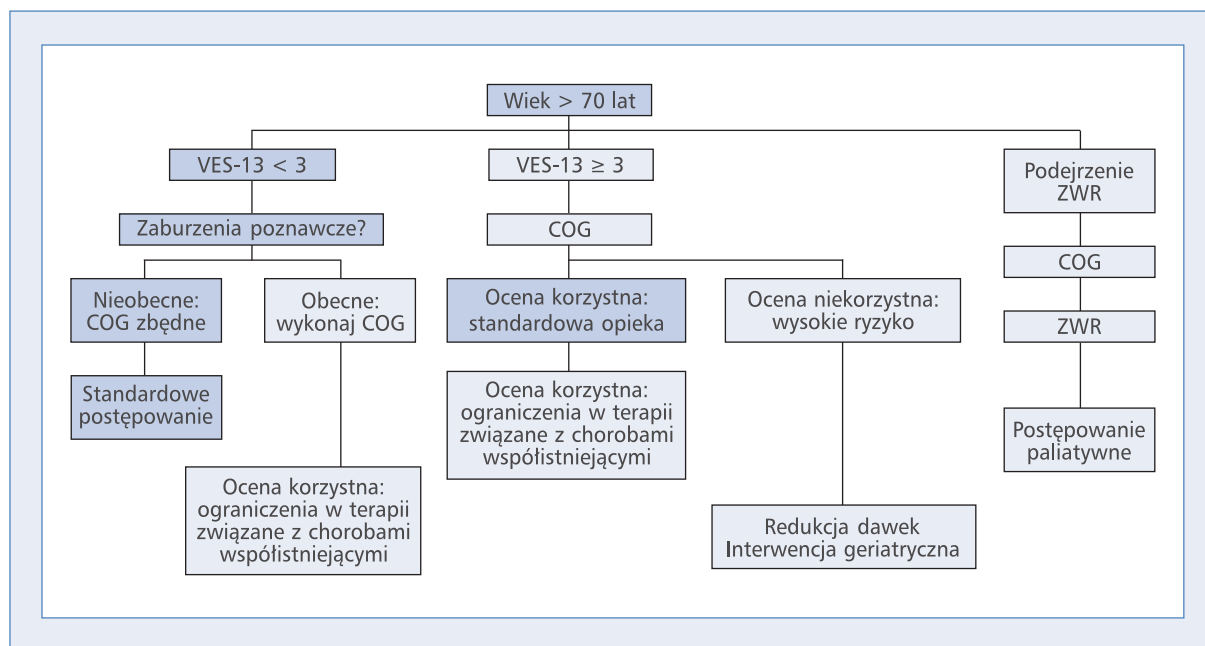 Wiek > 70 lat
VES-13 < 3
VES-13 ≥ 3
Podejrzenie
ZWR
Zaburzenia poznawcze?
COG
COG
Nieobecne:
COG zbędne
Obecne:
wykonaj COG
Ocena korzystna:
standardowa opieka
Ocena niekorzystna:
wysokie ryzyko
ZWR
Standardowe
postępowanie
Ocena korzystna:
ograniczenia w terapii
związane z chorobami
współistniejącymi
Postępowanie
paliatywne
Ocena korzystna:
ograniczenia w terapii
związane z chorobami
współistniejącymi
Redukcja dawek
Interwencja geriatryczna